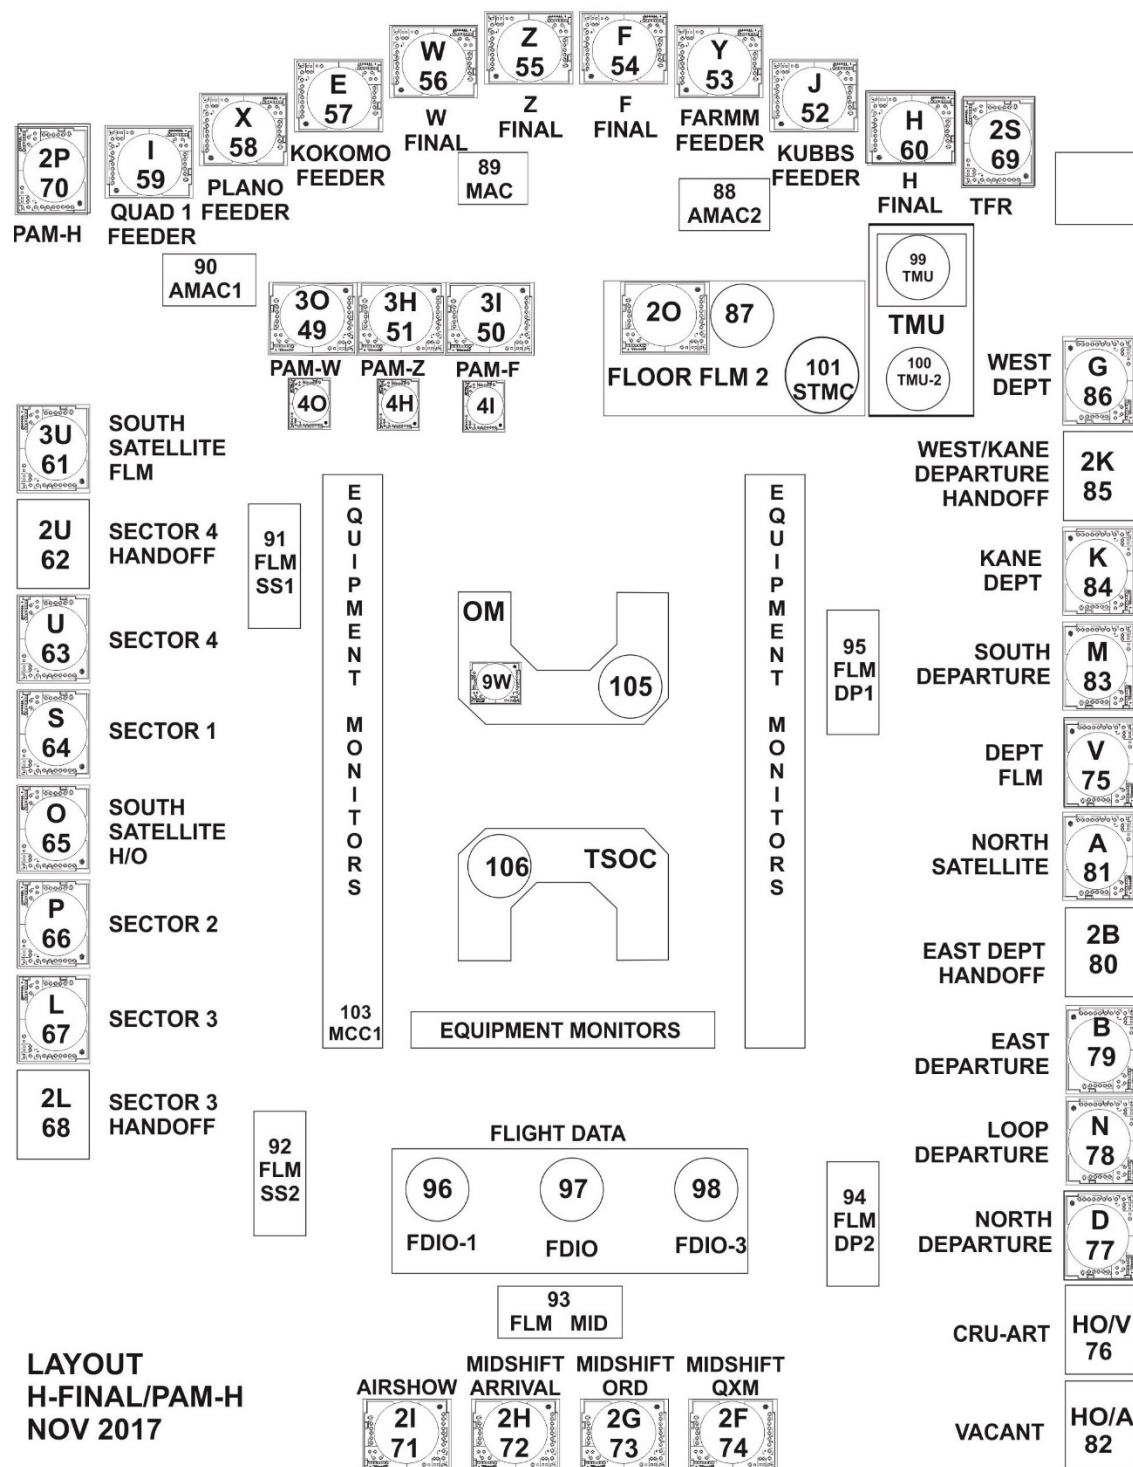 W
56
W
FINAL
Z
55
Z
FINAL
F
54
F
FINAL
Y
53
FARMM
FEEDER
E
57
KOKOMO
FEEDER
J
52
KUBBS
FEEDER
X
58
PLANO
FEEDER
H
60
H
FINAL
2S
69
TFR
I
59
QUAD 1
FEEDER
2P
70
PAM-H
89
MAC
88
AMAC2
90
AMAC1
3O
49
PAM-W
4O
3H
51
PAM-Z
4H
3I
50
PAM-F
4I
2O
87
101
STMC
FLOOR FLM 2
99
TMU
TMU
100
TMU-2
3U
61
SOUTH
SATELLITE
FLM
2U
62
SECTOR 4
HANDOFF
U
63
SECTOR 4
S
64
SECTOR 1
O
65
SOUTH
SATELLITE
H/O
P
66
SECTOR 2
L
67
SECTOR 3
2L
68
SECTOR 3
HANDOFF
91
FLM
SS1
92
FLM
SS2
EQUIPMENT MONITORS
103
MCC1
OM
9W
105
106
TSOC
EQUIPMENT MONITORS
EQUIPMENT MONITORS
95
FLM
DP1
94
FLM
DP2
WEST
DEPT
G
86
WEST/KANE
DEPARTURE
HANDOFF
2K
85
KANE
DEPT
K
84
SOUTH
DEPARTURE
M
83
DEPT
FLM
V
75
NORTH
SATELLITE
A
81
EAST DEPT
HANDOFF
2B
80
EAST
DEPARTURE
B
79
LOOP
DEPARTURE
N
78
NORTH
DEPARTURE
D
77
CRU-ART
HO/V
76
VACANT
HO/A
82
FLIGHT DATA
96
FDIO-1
97
FDIO
98
FDIO-3
93
FLM MID
AIRSHOW
2I
71
MIDSHIFT
ARRIVAL
2H
72
MIDSHIFT
ORD
2G
73
MIDSHIFT
QXM
2F
74
LAYOUT
H-FINAL/PAM-H
NOV 2017